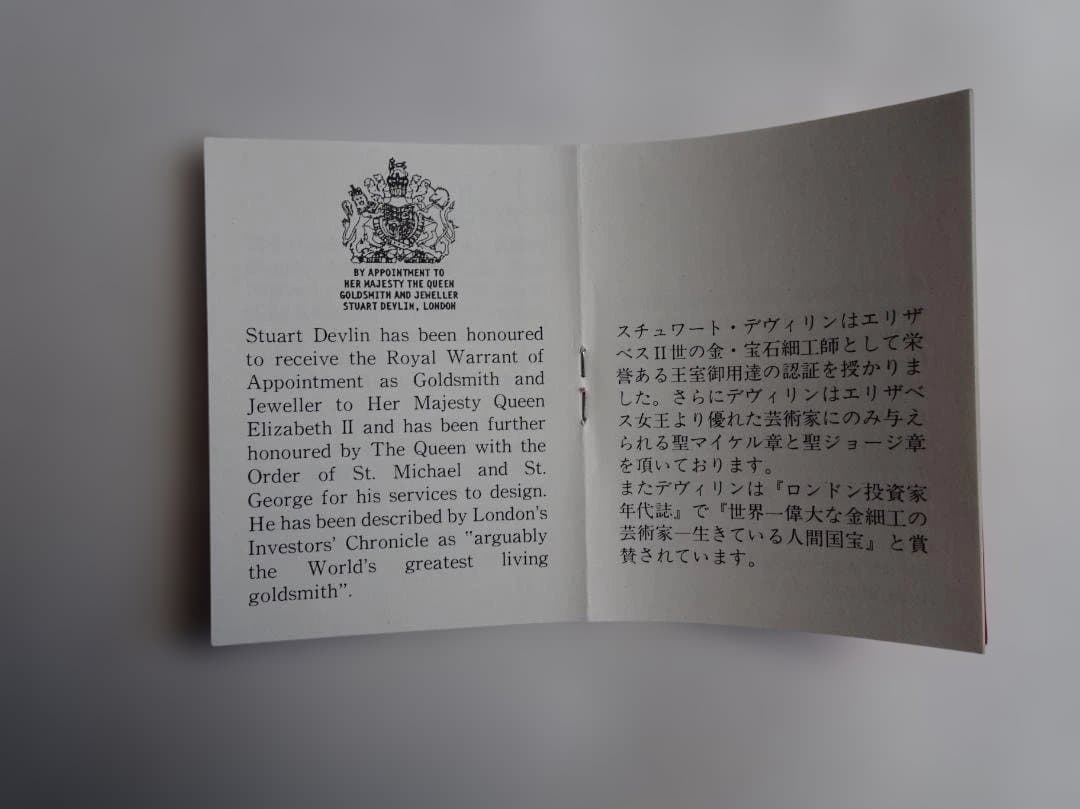 BY APPOINTMENT TO
HER MAJESTY THE QUEEN
GOLDSMITH AND JEWELLER
STUART DEVLIN, LONDON
Stuart Devlin has been honoured
to receive the Royal Warrant of
Appointment as Goldsmith and
Jeweller to Her Majesty Queen
Elizabeth II and has been further
honoured by The Queen with the
Order of St. Michael and St.
George for his services to design.
He has been described by London's
Investors' Chronicle as "arguably
the World's greatest living
goldsmith".
スチュワート・デヴィリンはエリザ
ベスII世の金・宝石細工師として栄
誉ある王室御用達の認証を授かりま
した。さらにデヴィリンはエリザベ
ス女王より優れた芸術家にのみ与え
られる聖マイケル章と聖ジョージ章
を頂いております。
またデヴィリンは『ロンドン投資家
年代誌』で『世界一偉大な金細工の
芸術家—生きている人間国宝』と賞
賛されています。